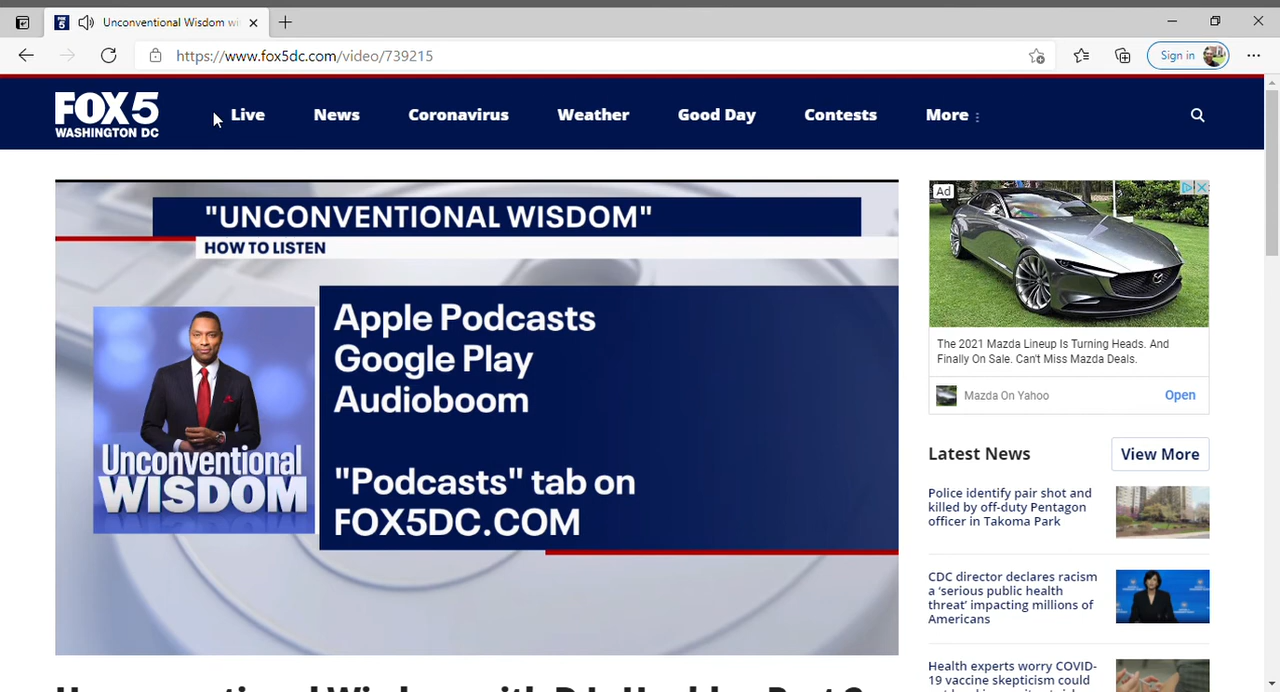 Unconventional Wisdom wi
https://www.fox5dc.com/video/739215
Sign in
FOX 5
WASHINGTON DC
Live
News
Coronavirus
Weather
Good Day
Contests
More
"UNCONVENTIONAL WISDOM"
HOW TO LISTEN
Apple Podcasts
Google Play
Audioboom
"Podcasts" tab on
FOX5DC.COM
Unconventional
WISDOM
Ad
The 2021 Mazda Lineup Is Turning Heads. And
Finally On Sale. Can't Miss Mazda Deals.
Mazda On Yahoo
Open
Latest News
View More
Police identify pair shot and
killed by off-duty Pentagon
officer in Takoma Park
CDC director declares racism
a ‘serious public health
threat’ impacting millions of
Americans
Health experts worry COVID-
19 vaccine skepticism could